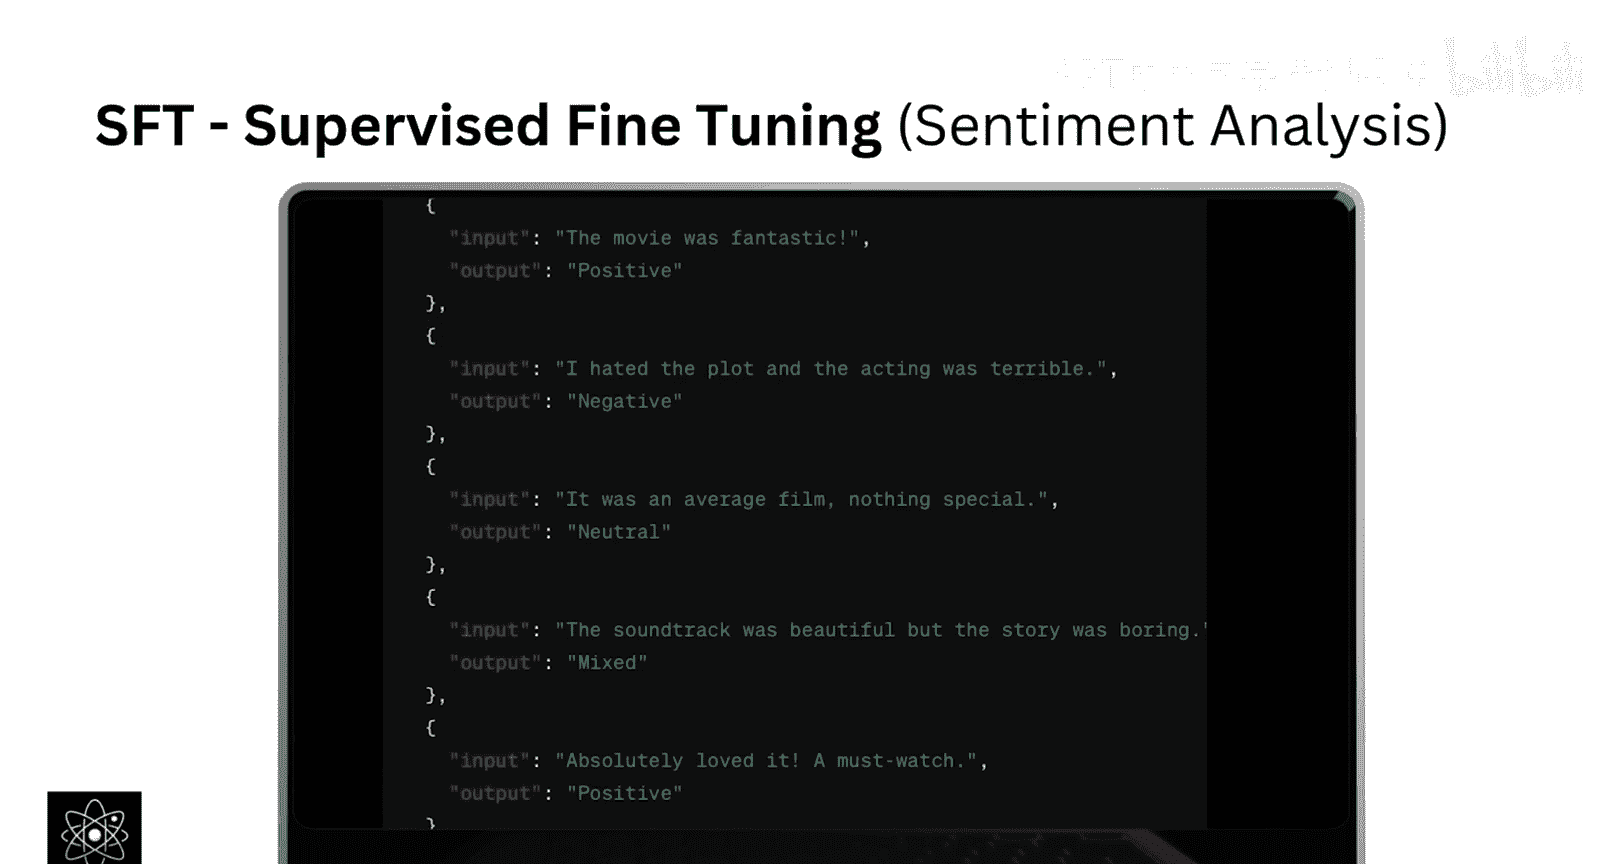 SFT - Supervised Fine Tuning (Sentiment Analysis)
{
"input": "The movie was fantastic!",
"output": "Positive"
},
{
"input": "I hated the plot and the acting was terrible.",
"output": "Negative"
},
{
"input": "It was an average film, nothing special.",
"output": "Neutral"
},
{
"input": "The soundtrack was beautiful but the story was boring."
"output": "Mixed"
},
{
"input": "Absolutely loved it! A must-watch.",
"output": "Positive"
}